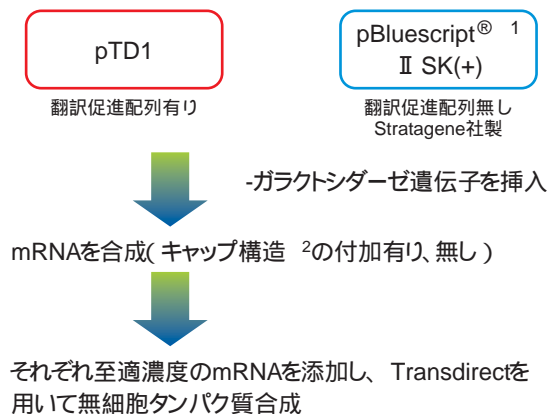 pTD1
pBluescript® 1
Ⅱ SK(+)
翻訳促進配列有り
翻訳促進配列無し
Stratagene社製
-ガラクトシダーゼ遺伝子を挿入
mRNAを合成( キャップ構造 2の付加有り、無し )
それぞれ至適濃度のmRNAを添加し、 Transdirectを
用いて無細胞タンパク質合成